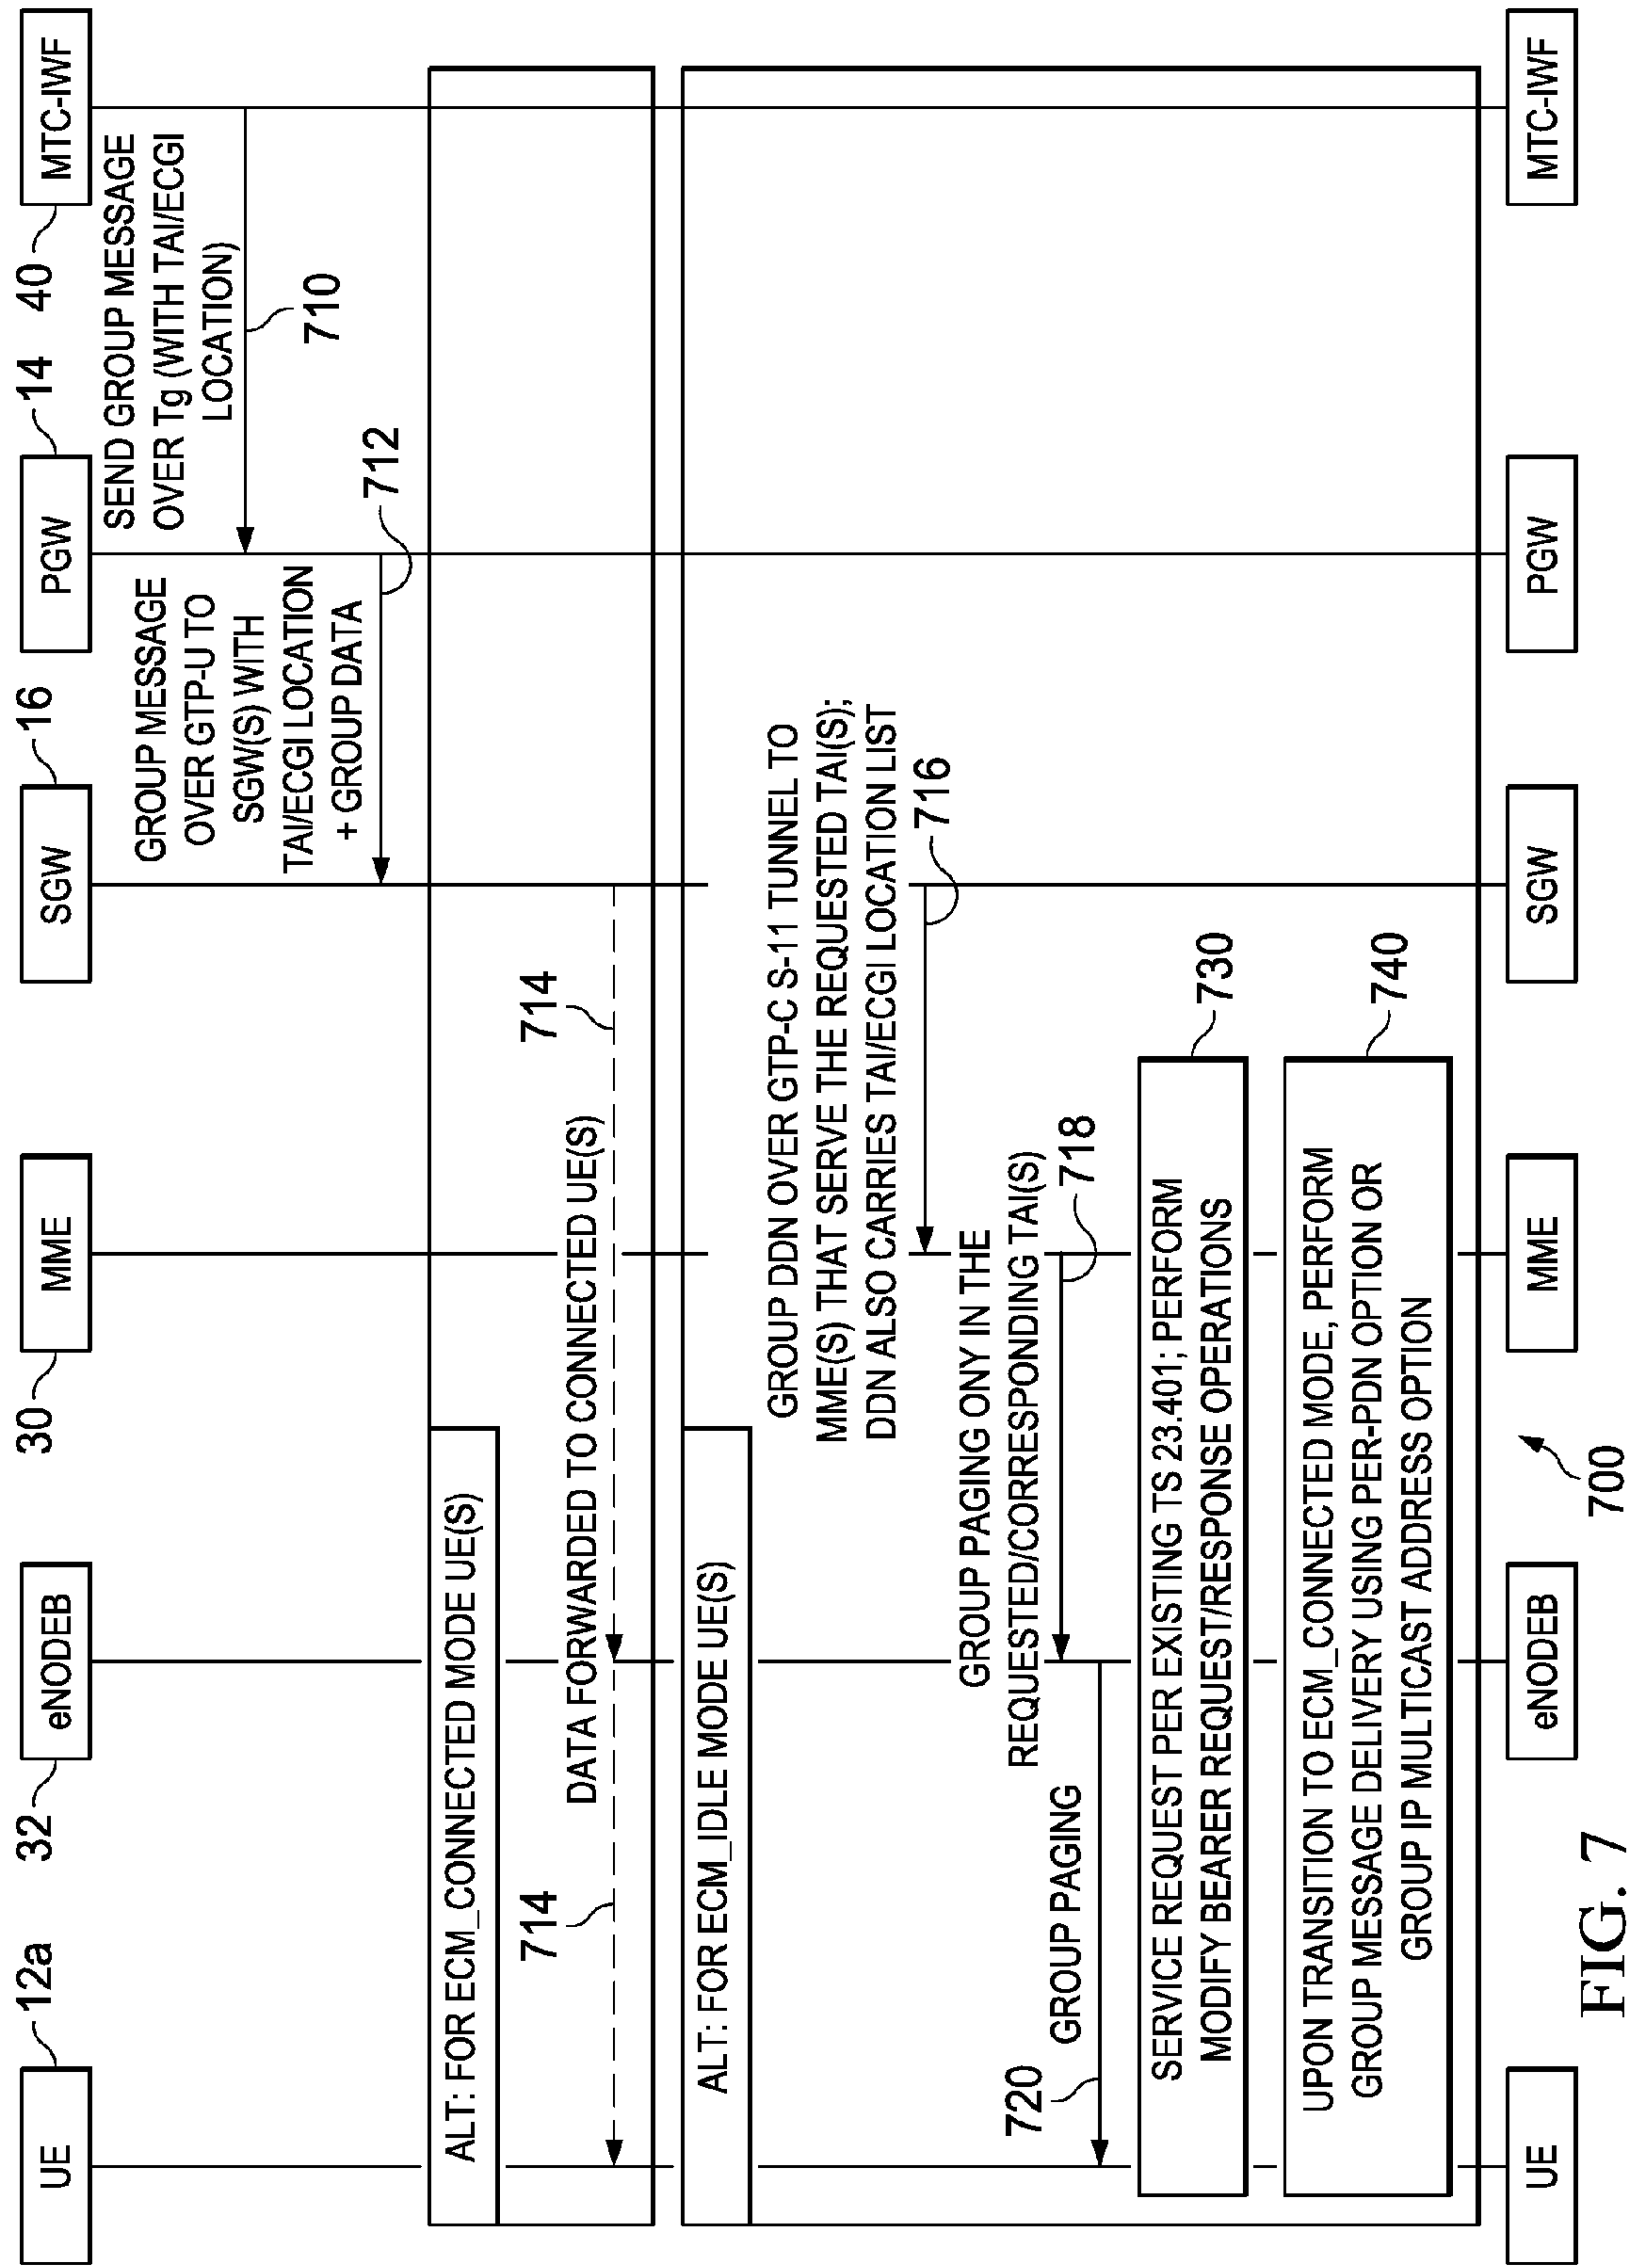 12a
32
30
16
14
40
UE
eNODEB
MME
SGW
PGW
MTC-IWF
SEND GROUP MESSAGE
OVER Tg (WITH TAI/ECGI
LOCATION)
710
GROUP MESSAGE
OVER GTP-U TO
SGW(S) WITH
TAI/ECGI LOCATION
+ GROUP DATA
712
ALT: FOR ECM_CONNECTED MODE UE(S)
714
714
DATA FORWARDED TO CONNECTED UE(S)
ALT: FOR ECM_IDLE MODE UE(S)
GROUP DDN OVER GTP-C S-11 TUNNEL TO
MME(S) THAT SERVE THE REQUESTED TAI(S);
DDN ALSO CARRIES TAI/ECGI LOCATION LIST
716
GROUP PAGING ONY IN THE
REQUESTED/CORRESPONDING TAI(S)
718
GROUP PAGING
720
SERVICE REQUEST PER EXISTING TS 23.401; PERFORM
MODIFY BEARER REQUEST/RESPONSE OPERATIONS
730
UPON TRANSITION TO ECM_CONNECTED MODE, PERFORM
GROUP MESSAGE DELIVERY USING PER-PDN OPTION OR
GROUP IP MULTICAST ADDRESS OPTION
740
UE
eNODEB
MME
SGW
PGW
MTC-IWF
700
FIG. 7